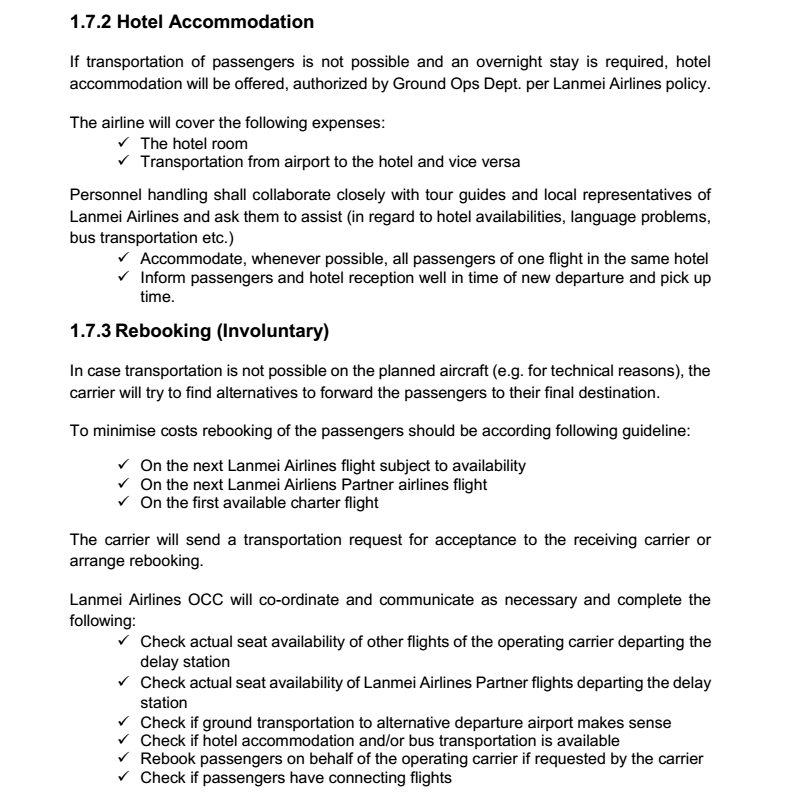 1.7.2 Hotel Accommodation
If transportation of passengers is not possible and an overnight stay is required, hotel
accommodation will be offered, authorized by Ground Ops Dept. per Lanmei Airlines policy.
The airline will cover the following expenses:
✓ The hotel room
✓ Transportation from airport to the hotel and vice versa
Personnel handling shall collaborate closely with tour guides and local representatives of
Lanmei Airlines and ask them to assist (in regard to hotel availabilities, language problems,
bus transportation etc.)
✓ Accommodate, whenever possible, all passengers of one flight in the same hotel
✓ Inform passengers and hotel reception well in time of new departure and pick up
time.
1.7.3 Rebooking (Involuntary)
In case transportation is not possible on the planned aircraft (e.g. for technical reasons), the
carrier will try to find alternatives to forward the passengers to their final destination.
To minimise costs rebooking of the passengers should be according following guideline:
✓ On the next Lanmei Airlines flight subject to availability
✓ On the next Lanmei Airliens Partner airlines flight
✓ On the first available charter flight
The carrier will send a transportation request for acceptance to the receiving carrier or
arrange rebooking.
Lanmei Airlines OCC will co-ordinate and communicate as necessary and complete the
following:
✓ Check actual seat availability of other flights of the operating carrier departing the
delay station
✓ Check actual seat availability of Lanmei Airlines Partner flights departing the delay
station
✓ Check if ground transportation to alternative departure airport makes sense
✓ Check if hotel accommodation and/or bus transportation is available
✓ Rebook passengers on behalf of the operating carrier if requested by the carrier
✓ Check if passengers have connecting flights